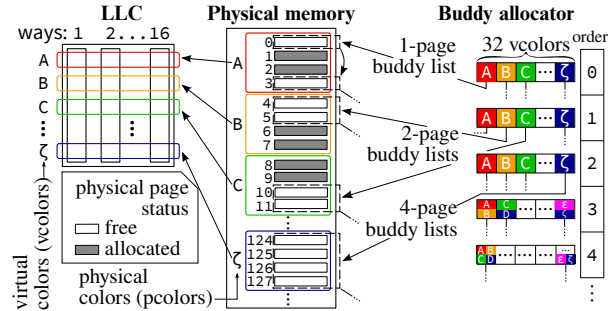 LLC
ways: 1 2...16
A
B
C
ζ
virtual
colors (vcolors)
physical page
status
free
allocated
physical
colors (pcolors)
Physical memory
A
0
1
2
3
B
4
5
6
7
C
8
9
10
11
ζ
124
125
126
127
Buddy allocator
1-page
buddy list
2-page
buddy lists
4-page
buddy lists
32 vcolors
order
A B C ... ζ
0
A B C ... ζ
1
A B C ... ζ
2
A C ... ε
B D ζ
3
A B ... ...
C D ε ζ
4